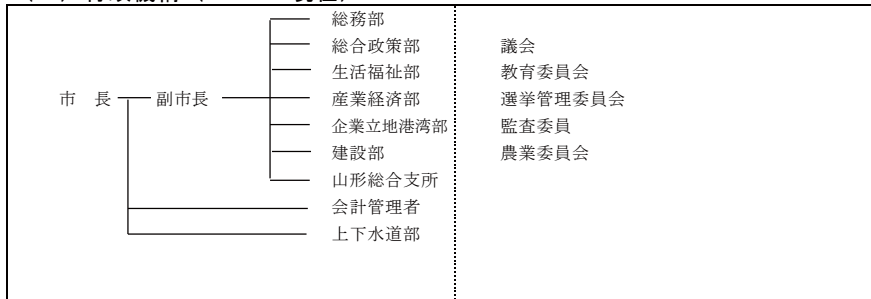 総務部
総合政策部
生活福祉部
市　長　副市長　産業経済部
企業立地港湾部
建設部
山形総合支所
会計管理者
上下水道部
議会
教育委員会
選挙管理委員会
監査委員
農業委員会